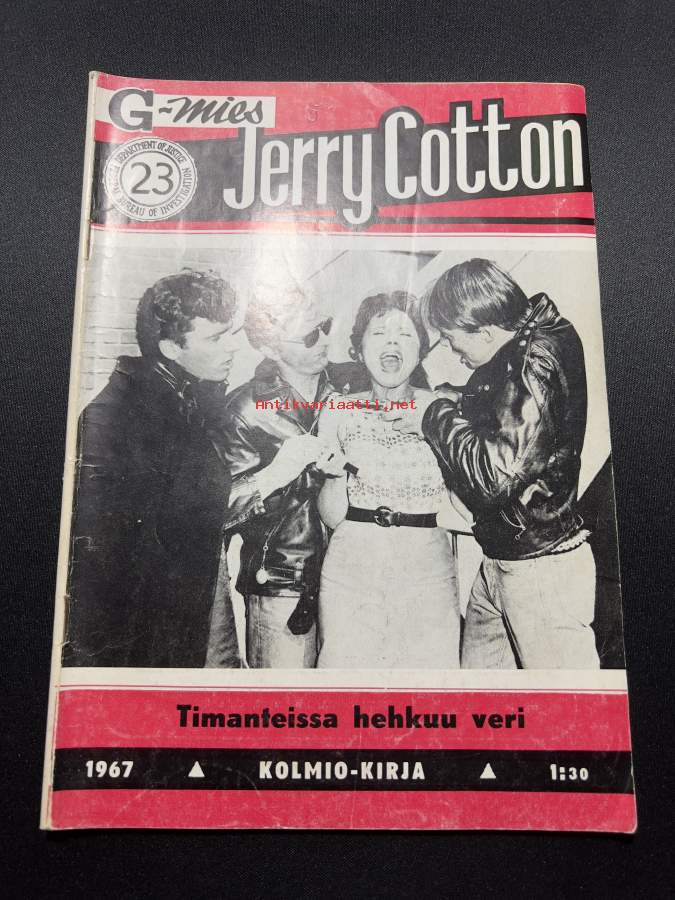 G-mies
Jerry Cotton
DEPARTMENT OF JUSTICE
23
BUREAU OF INVESTIGATION
Antikvariaatti.net
Timanteissa hehkuu veri
1967 ▲ KOLMIO-KIRJA ▲ 1:30